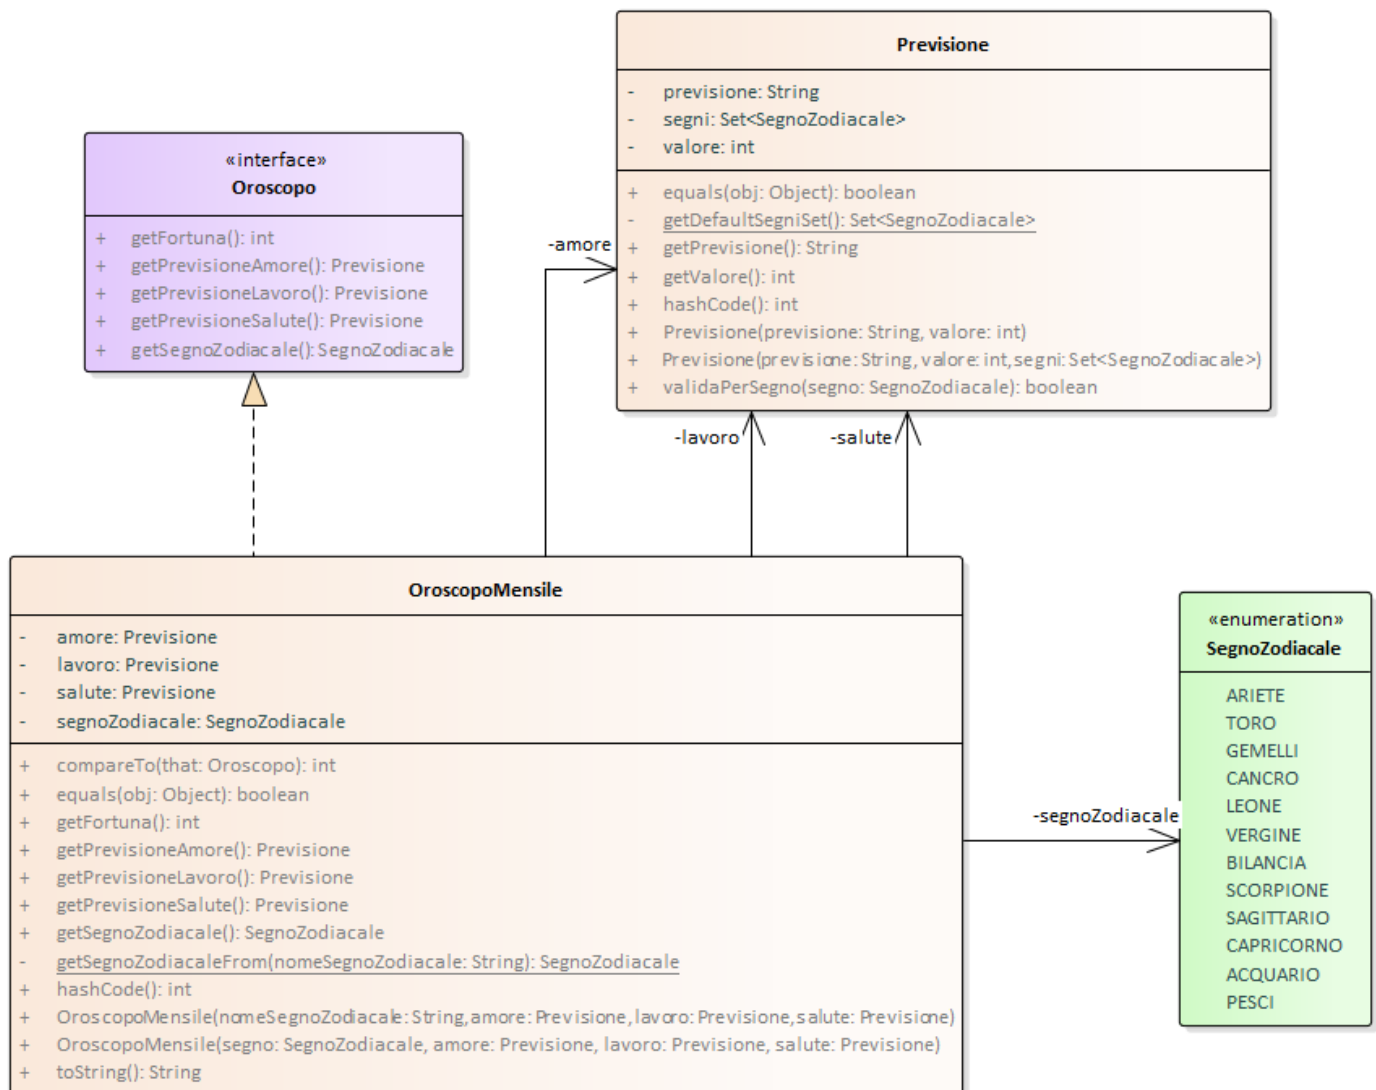 Previsione
- previsione: String
- segni: Set<SegnoZodiacale>
- valore: int
+ equals(obj: Object): boolean
- getDefaultSegniSet(): Set<SegnoZodiacale>
+ getPrevisione(): String
+ getValore(): int
+ hashCode(): int
+ Previsione(previsione: String, valore: int)
+ Previsione(previsione: String, valore: int,segni: Set<SegnoZodiacale>)
+ validaPerSegno(segno: SegnoZodiacale): boolean
«interface»
Oroscopo
+ getFortuna(): int
+ getPrevisioneAmore(): Previsione
+ getPrevisioneLavoro(): Previsione
+ getPrevisioneSalute(): Previsione
+ getSegnoZodiacale(): SegnoZodiacale
-amore
-lavoro
-salute
OroscopoMensile
- amore: Previsione
- lavoro: Previsione
- salute: Previsione
- segnoZodiacale: SegnoZodiacale
+ compareTo(that: Oroscopo): int
+ equals(obj: Object): boolean
+ getFortuna(): int
+ getPrevisioneAmore(): Previsione
+ getPrevisioneLavoro(): Previsione
+ getPrevisioneSalute(): Previsione
+ getSegnoZodiacale(): SegnoZodiacale
- getSegnoZodiacaleFrom(nomeSegnoZodiacale: String): SegnoZodiacale
+ hashCode(): int
+ OroscopoMensile(nomeSegnoZodiacale: String,amore: Previsione, lavoro: Previsione,salute: Previsione)
+ OroscopoMensile(segno: SegnoZodiacale, amore: Previsione, lavoro: Previsione, salute: Previsione)
+ toString(): String
-segnoZodiacale
«enumeration»
SegnoZodiacale
ARIETE
TORO
GEMELLI
CANCRO
LEONE
VERGINE
BILANCIA
SCORPIONE
SAGITTARIO
CAPRICORNO
ACQUARIO
PESCI